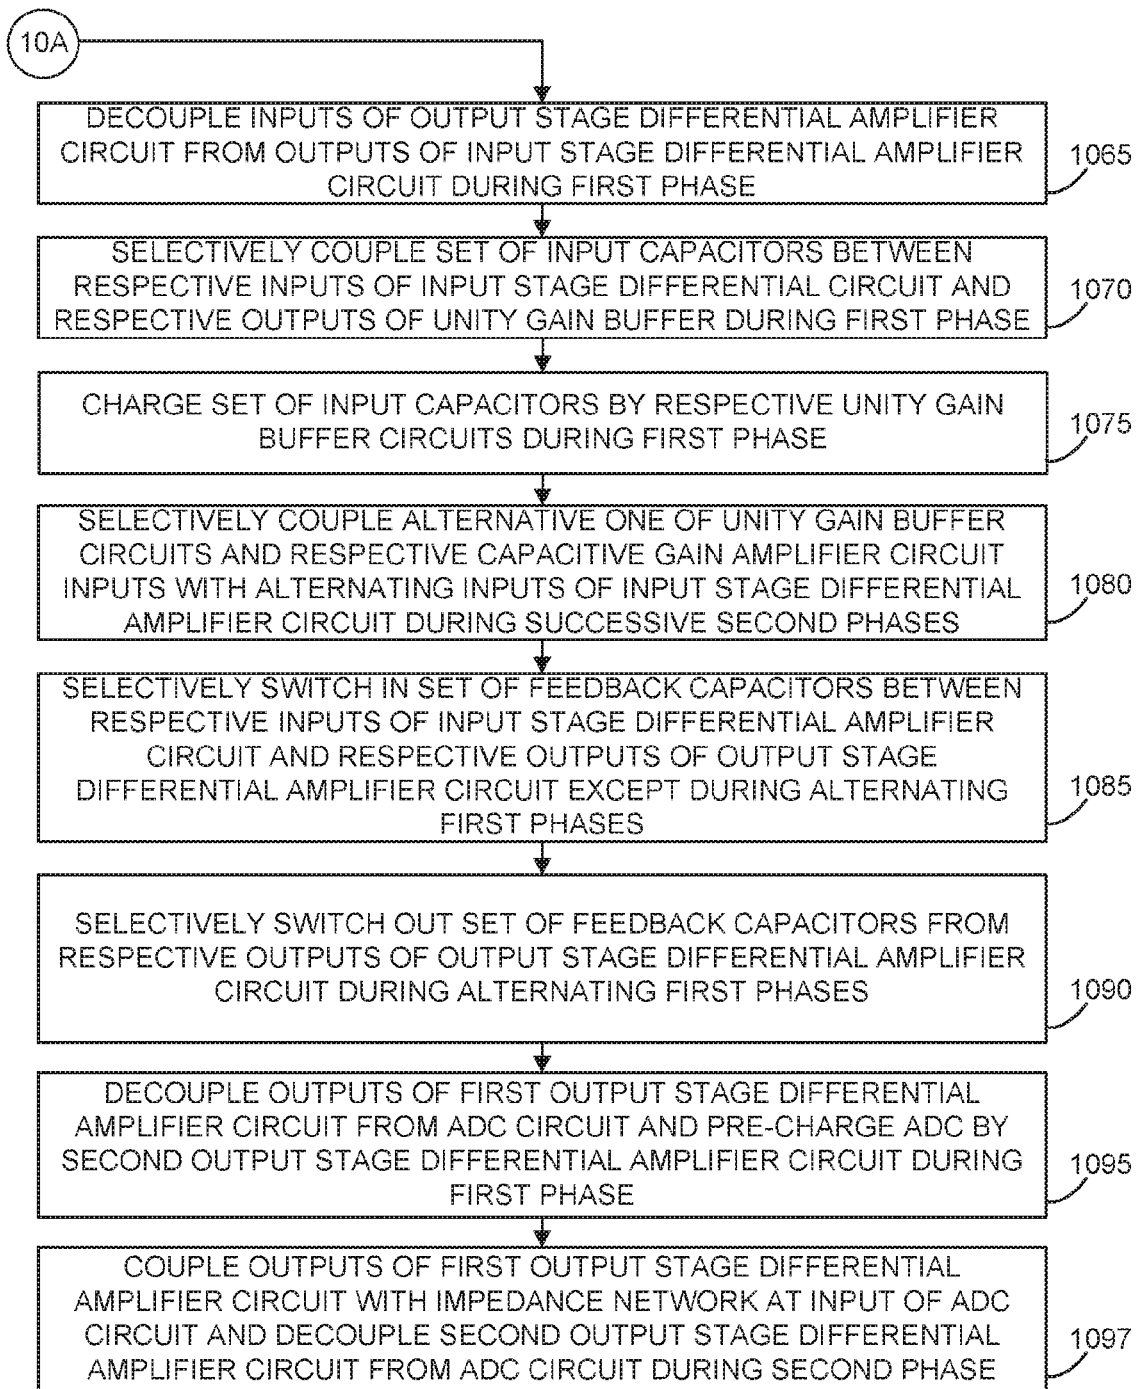 10A
DECOUPLE INPUTS OF OUTPUT STAGE DIFFERENTIAL AMPLIFIER
CIRCUIT FROM OUTPUTS OF INPUT STAGE DIFFERENTIAL AMPLIFIER
CIRCUIT DURING FIRST PHASE
1065
SELECTIVELY COUPLE SET OF INPUT CAPACITORS BETWEEN
RESPECTIVE INPUTS OF INPUT STAGE DIFFERENTIAL CIRCUIT AND
RESPECTIVE OUTPUTS OF UNITY GAIN BUFFER DURING FIRST PHASE
1070
CHARGE SET OF INPUT CAPACITORS BY RESPECTIVE UNITY GAIN
BUFFER CIRCUITS DURING FIRST PHASE
1075
SELECTIVELY COUPLE ALTERNATIVE ONE OF UNITY GAIN BUFFER
CIRCUITS AND RESPECTIVE CAPACITIVE GAIN AMPLIFIER CIRCUIT
INPUTS WITH ALTERNATING INPUTS OF INPUT STAGE DIFFERENTIAL
AMPLIFIER CIRCUIT DURING SUCCESSIVE SECOND PHASES
1080
SELECTIVELY SWITCH IN SET OF FEEDBACK CAPACITORS BETWEEN
RESPECTIVE INPUTS OF INPUT STAGE DIFFERENTIAL AMPLIFIER
CIRCUIT AND RESPECTIVE OUTPUTS OF OUTPUT STAGE
DIFFERENTIAL AMPLIFIER CIRCUIT EXCEPT DURING ALTERNATING
FIRST PHASES
1085
SELECTIVELY SWITCH OUT SET OF FEEDBACK CAPACITORS FROM
RESPECTIVE OUTPUTS OF OUTPUT STAGE DIFFERENTIAL AMPLIFIER
CIRCUIT DURING ALTERNATING FIRST PHASES
1090
DECOUPLE OUTPUTS OF FIRST OUTPUT STAGE DIFFERENTIAL
AMPLIFIER CIRCUIT FROM ADC CIRCUIT AND PRE-CHARGE ADC BY
SECOND OUTPUT STAGE DIFFERENTIAL AMPLIFIER CIRCUIT DURING
FIRST PHASE
1095
COUPLE OUTPUTS OF FIRST OUTPUT STAGE DIFFERENTIAL
AMPLIFIER CIRCUIT WITH IMPEDANCE NETWORK AT INPUT OF ADC
CIRCUIT AND DECOUPLE SECOND OUTPUT STAGE DIFFERENTIAL
AMPLIFIER CIRCUIT FROM ADC CIRCUIT DURING SECOND PHASE
1097